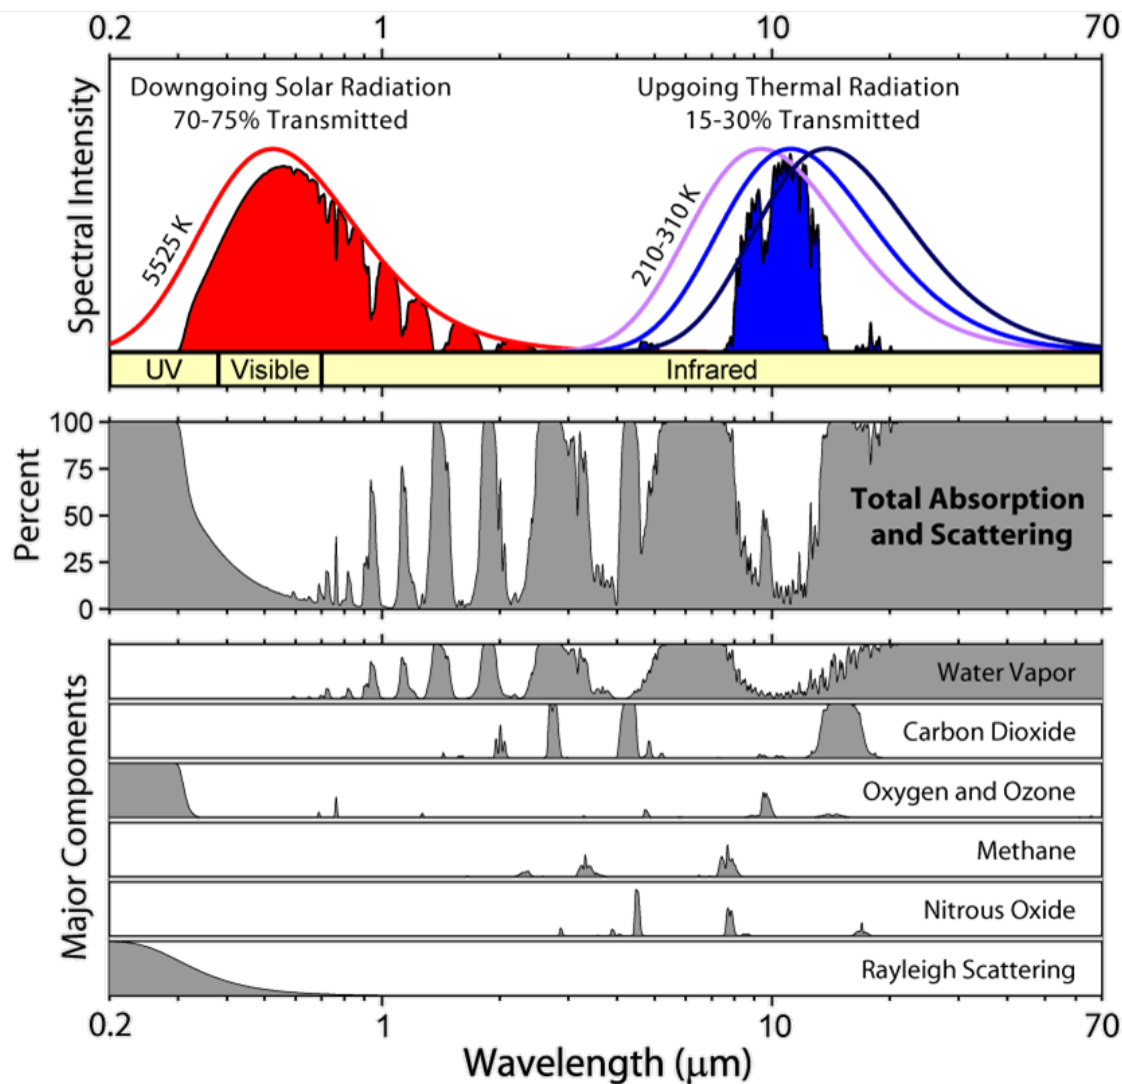 0.2 1 10 70
Downgoing Solar Radiation
70-75% Transmitted
Upgoing Thermal Radiation
15-30% Transmitted
Spectral Intensity
5525 K
210-310 K
UV Visible Infrared
Percent
100
75
50
25
0
Total Absorption
and Scattering
Major Components
Water Vapor
Carbon Dioxide
Oxygen and Ozone
Methane
Nitrous Oxide
Rayleigh Scattering
0.2 1 10 70
Wavelength (μm)